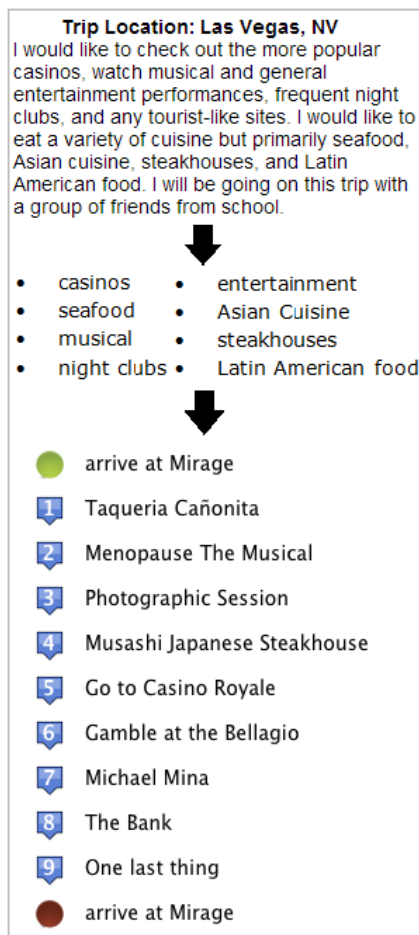 Trip Location: Las Vegas, NV
I would like to check out the more popular
casinos, watch musical and general
entertainment performances, frequent night
clubs, and any tourist-like sites. I would like to
eat a variety of cuisine but primarily seafood,
Asian cuisine, steakhouses, and Latin
American food. I will be going on this trip with
a group of friends from school.
• casinos • entertainment
• seafood • Asian Cuisine
• musical • steakhouses
• night clubs • Latin American food
arrive at Mirage
1 Taqueria Cañonita
2 Menopause The Musical
3 Photographic Session
4 Musashi Japanese Steakhouse
5 Go to Casino Royale
6 Gamble at the Bellagio
7 Michael Mina
8 The Bank
9 One last thing
arrive at Mirage